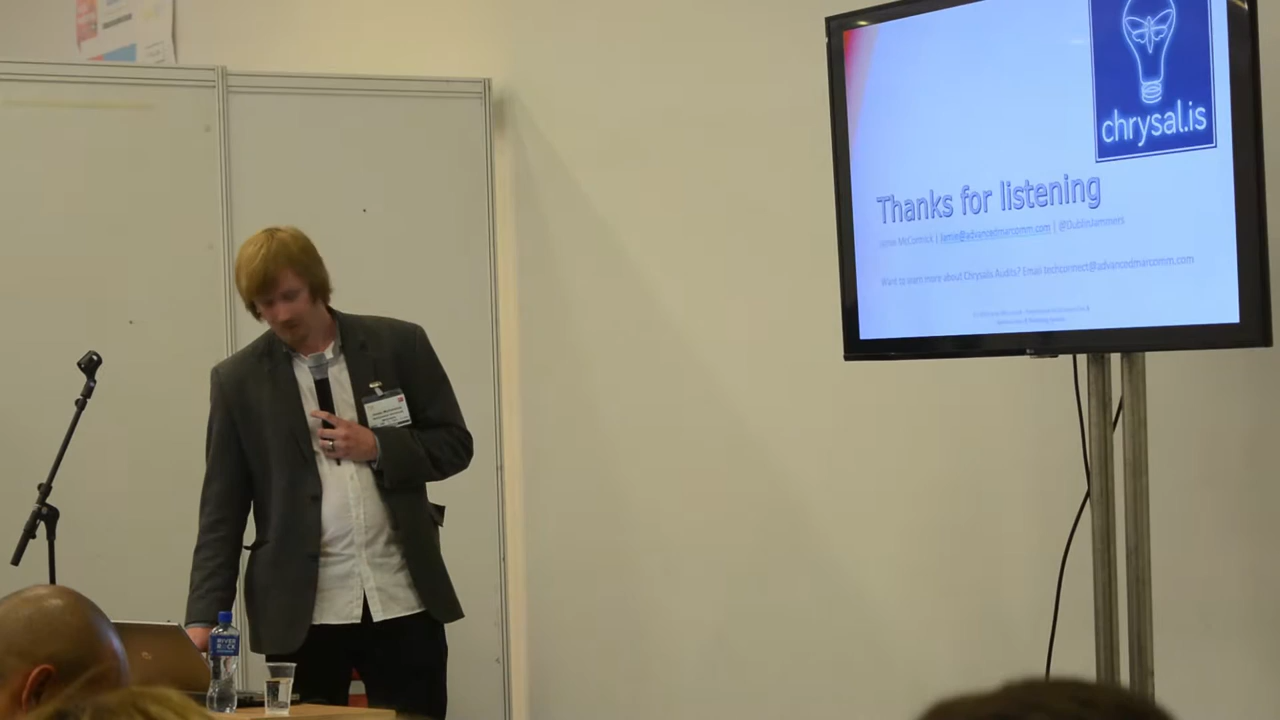 chrysal.is
Thanks for listening
Jamie McCormick | jamie@advancedmarcomm.com | @DublinJammers
Want to learn more about Chrysalis Audits? Email techconnect@advancedmarcomm.com
RIVER
ROCK